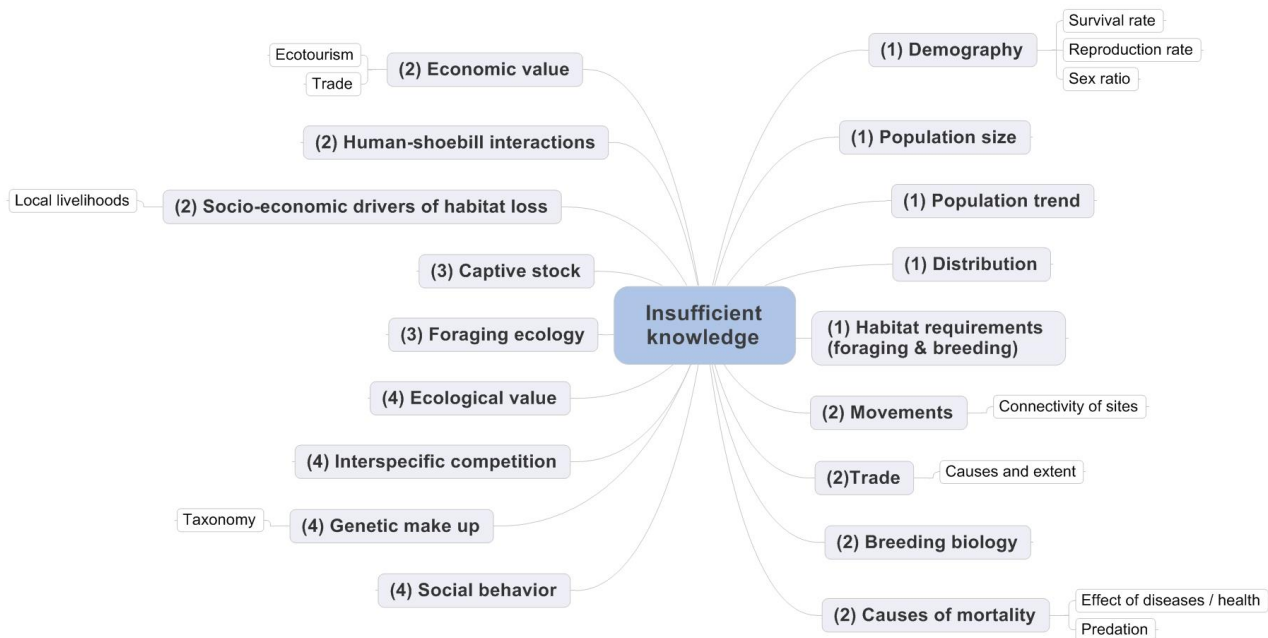 Insufficient
knowledge
(1) Demography
Survival rate
Reproduction rate
Sex ratio
(1) Population size
(1) Population trend
(1) Distribution
(1) Habitat requirements
(foraging & breeding)
(2) Movements
Connectivity of sites
(2)Trade
Causes and extent
(2) Breeding biology
(2) Causes of mortality
Effect of diseases / health
Predation
(2) Economic value
Ecotourism
Trade
(2) Human-shoebill interactions
(2) Socio-economic drivers of habitat loss
Local livelihoods
(3) Captive stock
(3) Foraging ecology
(4) Ecological value
(4) Interspecific competition
(4) Genetic make up
Taxonomy
(4) Social behavior